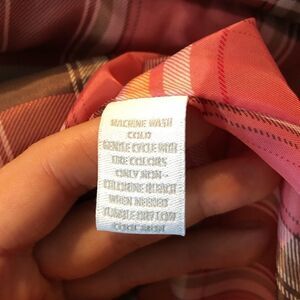 MACHINE WASH
COLD
GENTLE CYCLE WITH
LIKE COLORS
ONLY NON-
CHLORINE BLEACH
WHEN NEEDED
TUMBLE DRY LOW
COOL IRON